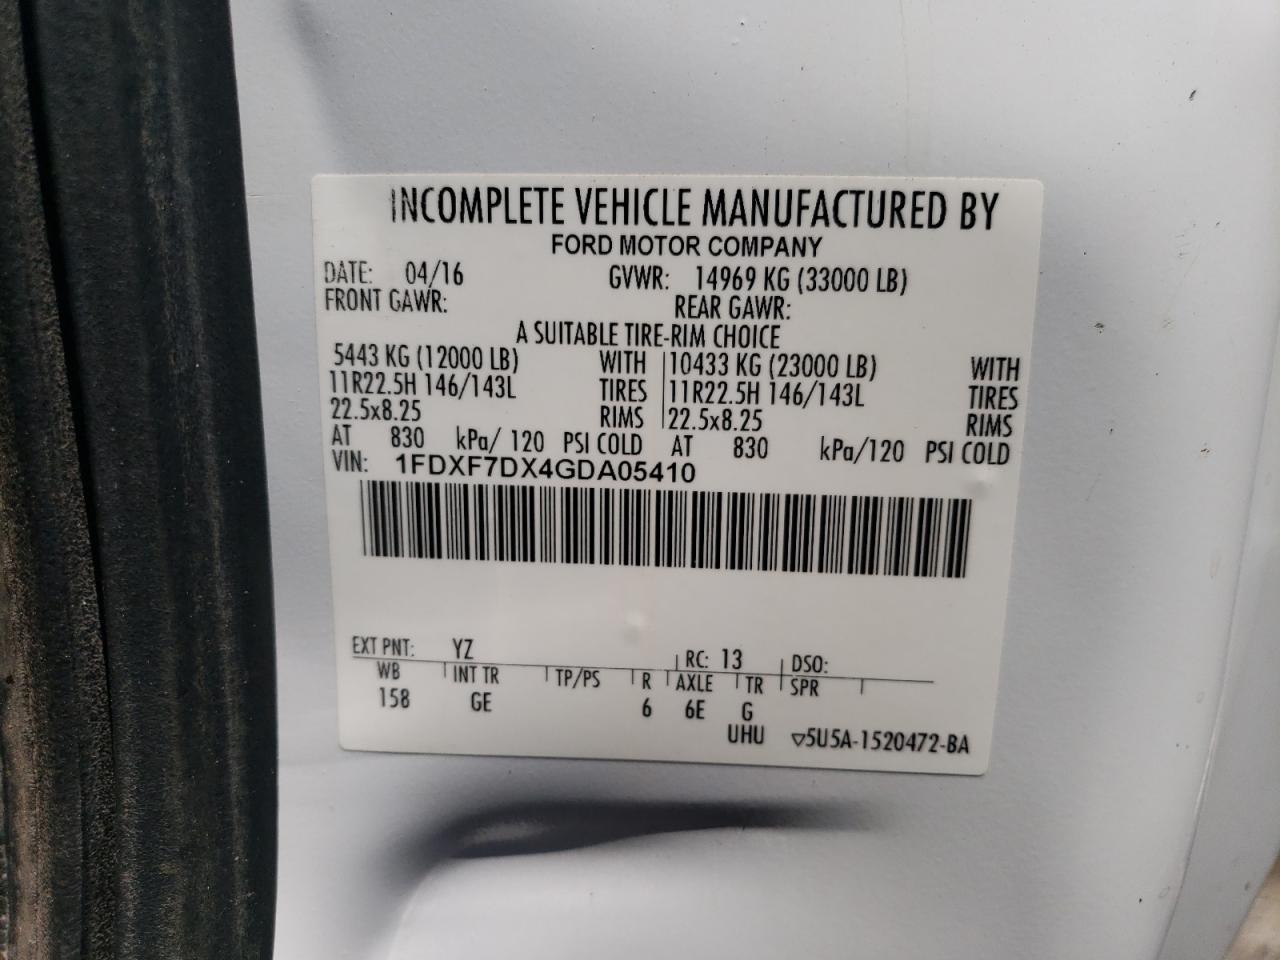 INCOMPLETE VEHICLE MANUFACTURED BY
FORD MOTOR COMPANY
DATE: 04/16 GVWR: 14969 KG (33000 LB)
FRONT GAWR: REAR GAWR:
A SUITABLE TIRE-RIM CHOICE
5443 KG (12000 LB) WITH 10433 KG (23000 LB) WITH
11R22.5H 146/143L TIRES 11R22.5H 146/143L TIRES
22.5x8.25 RIMS 22.5x8.25 RIMS
AT 830 kPa/ 120 PSI COLD AT 830 kPa/120 PSI COLD
VIN: 1FDXF7DX4GDA05410
EXT PNT: YZ RC: 13 DSO:
WB INT TR TP/PS R AXLE TR SPR
158 GE 6 6E G
UHU ▽5U5A-1520472-BA